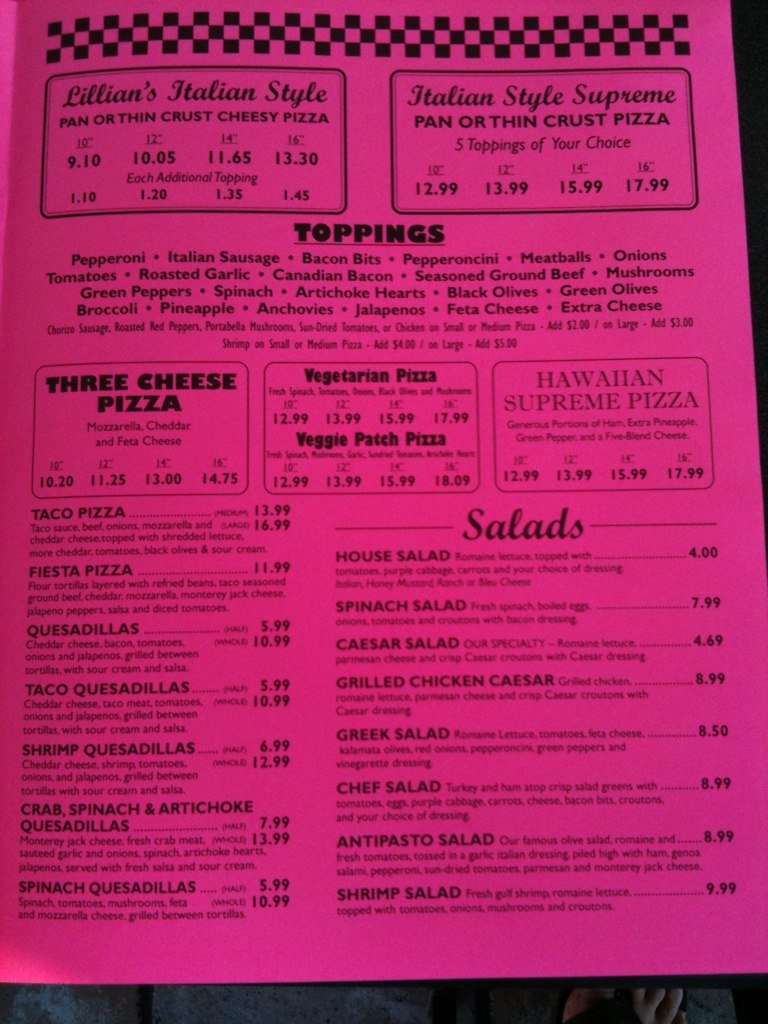 Lillian's Italian Style
PAN OR THIN CRUST CHEESY PIZZA
10" 12" 14" 16"
9.10 10.05 11.65 13.30
Each Additional Topping
1.10 1.20 1.35 1.45
Italian Style Supreme
PAN OR THIN CRUST PIZZA
5 Toppings of Your Choice
10" 12" 14" 16"
12.99 13.99 15.99 17.99
TOPPINGS
Pepperoni • Italian Sausage • Bacon Bits • Pepperoncini • Meatballs • Onions
Tomatoes • Roasted Garlic • Canadian Bacon • Seasoned Ground Beef • Mushrooms
Green Peppers • Spinach • Artichoke Hearts • Black Olives • Green Olives
Broccoli • Pineapple • Anchovies • Jalapenos • Feta Cheese • Extra Cheese
Chorizo Sausage, Roasted Red Peppers, Portabella Mushrooms, Sun-Dried Tomatoes, or Chicken on Small or Medium Pizza - Add $2.00 / on Large - Add $3.00
Shrimp on Small or Medium Pizza - Add $4.00 / on Large - Add $5.00
THREE CHEESE
PIZZA
Mozzarella, Cheddar
and Feta Cheese
10" 12" 14" 16"
10.20 11.25 13.00 14.75
Vegetarian Pizza
Fresh Spinach, Tomatoes, Onions, Black Olives and Mushrooms
10" 12" 14" 16"
12.99 13.99 15.99 17.99
Veggie Patch Pizza
Fresh Spinach, Mushrooms, Garlic, Sundried Tomatoes, Artichoke Hearts
10" 12" 14" 16"
12.99 13.99 15.99 18.09
HAWAIIAN
SUPREME PIZZA
Generous Portions of Ham, Extra Pineapple,
Green Pepper, and a Five-Blend Cheese.
10" 12" 14" 16"
12.99 13.99 15.99 17.99
TACO PIZZA ........................ (MEDIUM) 13.99
Taco sauce, beef, onions, mozzarella and (LARGE) 16.99
cheddar cheese,topped with shredded lettuce,
more cheddar, tomatoes, black olives & sour cream.
FIESTA PIZZA .............................. 11.99
Flour tortillas layered with refried beans, taco seasoned
ground beef, cheddar, mozzarella, monterey jack cheese,
jalapeno peppers, salsa and diced tomatoes.
QUESADILLAS .................... (HALF) 5.99
Cheddar cheese, bacon, tomatoes, (WHOLE) 10.99
onions and jalapenos, grilled between
tortillas, with sour cream and salsa.
TACO QUESADILLAS ....... (HALF) 5.99
Cheddar cheese, taco meat, tomatoes, (WHOLE) 10.99
onions and jalapenos, grilled between
tortillas, with sour cream and salsa.
SHRIMP QUESADILLAS ..... (HALF) 6.99
Cheddar cheese, shrimp, tomatoes, (WHOLE) 12.99
onions, and jalapenos, grilled between
tortillas with sour cream and salsa.
CRAB, SPINACH & ARTICHOKE
QUESADILLAS ....................... (HALF) 7.99
Monterey jack cheese, fresh crab meat, (WHOLE) 13.99
sauteed garlic and onions, spinach, artichoke hearts,
jalapenos, served with fresh salsa and sour cream.
SPINACH QUESADILLAS .... (HALF) 5.99
Spinach, tomatoes, mushrooms, feta (WHOLE) 10.99
and mozzarella cheese, grilled between tortillas.
Salads
HOUSE SALAD Romaine lettuce, topped with ........................ 4.00
tomatoes, purple cabbage, carrots and your choice of dressing.
Italian, Honey Mustard, Ranch or Bleu Cheese
SPINACH SALAD Fresh spinach, boiled eggs, ........................ 7.99
onions, tomatoes and croutons with bacon dressing.
CAESAR SALAD OUR SPECIALTY – Romaine lettuce, ............. 4.69
parmesan cheese and crisp Caesar croutons with Caesar dressing.
GRILLED CHICKEN CAESAR Grilled chicken, ............... 8.99
romaine lettuce, parmesan cheese and crisp Caesar croutons with
Caesar dressing.
GREEK SALAD Romaine Lettuce, tomatoes, feta cheese, ............ 8.50
kalamata olives, red onions, pepperoncini, green peppers and
vinegarette dressing.
CHEF SALAD Turkey and ham atop crisp salad greens with .......... 8.99
tomatoes, eggs, purple cabbage, carrots, cheese, bacon bits, croutons,
and your choice of dressing.
ANTIPASTO SALAD Our famous olive salad, romaine and ....... 8.99
fresh tomatoes, tossed in a garlic italian dressing, piled high with ham, genoa
salami, pepperoni, sun-dried tomatoes, parmesan and monterey jack cheese.
SHRIMP SALAD Fresh gulf shrimp, romaine lettuce, .................. 9.99
topped with tomatoes, onions, mushrooms and croutons.